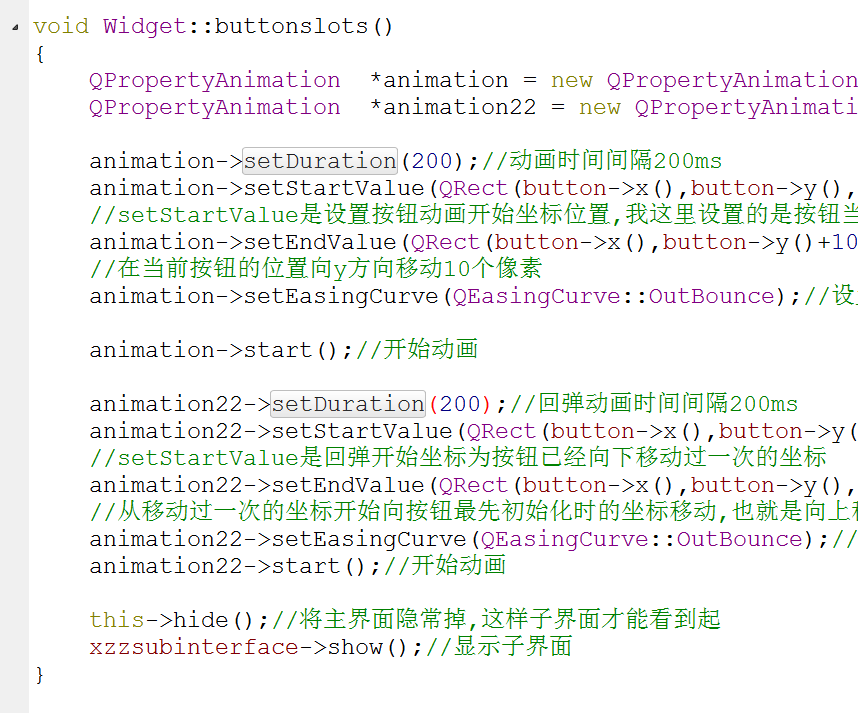 void Widget::buttonslots()
{
QPropertyAnimation *animation = new QPropertyAnimation
QPropertyAnimation *animation22 = new QPropertyAnimati
animation->setDuration(200);//动画时间间隔200ms
animation->setStartValue(QRect(button->x(),button->y(),
//setStartValue是设置按钮动画开始坐标位置,我这里设置的是按钮当
animation->setEndValue(QRect(button->x(),button->y()+10
//在当前按钮的位置向y方向移动10个像素
animation->setEasingCurve(QEasingCurve::OutBounce);//设
animation->start();//开始动画
animation22->setDuration(200);//回弹动画时间间隔200ms
animation22->setStartValue(QRect(button->x(),button->y(
//setStartValue是回弹开始坐标为按钮已经向下移动过一次的坐标
animation22->setEndValue(QRect(button->x(),button->y(),
//从移动过一次的坐标开始向按钮最先初始化时的坐标移动,也就是向上移
animation22->setEasingCurve(QEasingCurve::OutBounce);//
animation22->start();//开始动画
this->hide();//将主界面隐常掉,这样子界面才能看到起
xzzsubinterface->show();//显示子界面
}